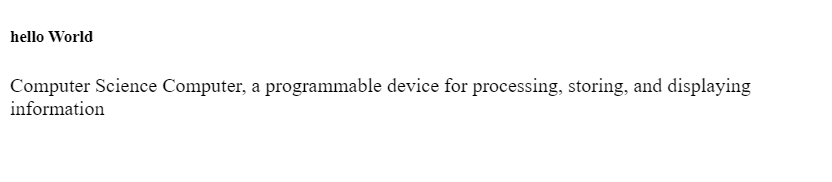 hello World
Computer Science Computer, a programmable device for processing, storing, and displaying
information